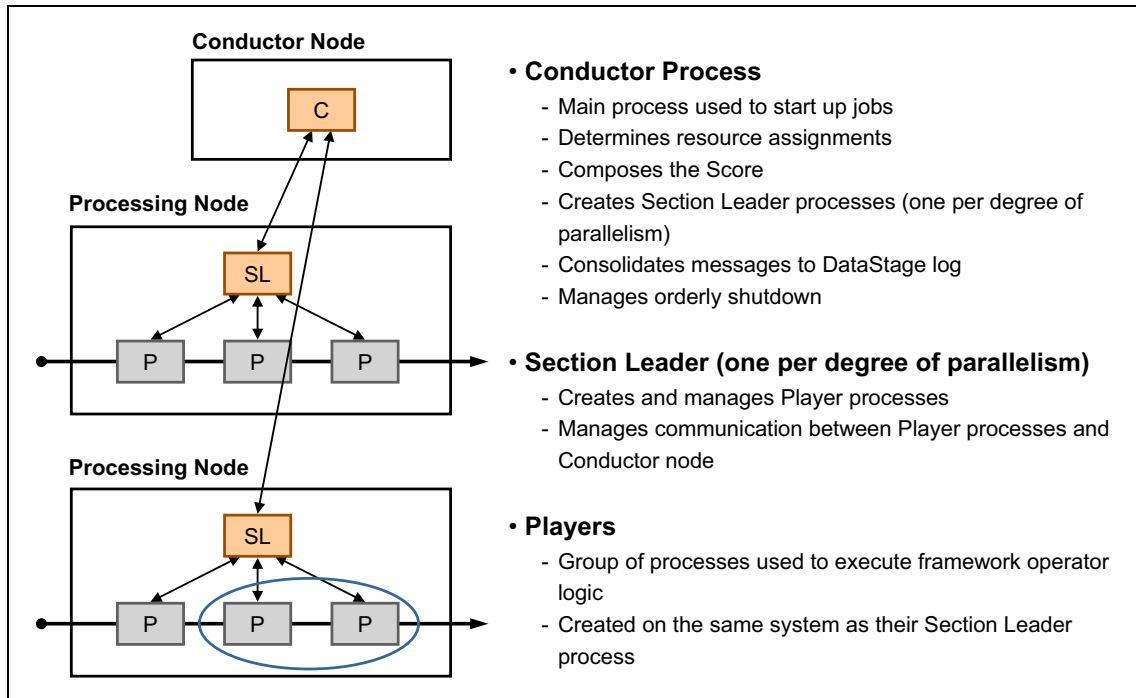 Conductor Node
C
Processing Node
SL
P P P
Processing Node
SL
P P P
• Conductor Process
- Main process used to start up jobs
- Determines resource assignments
- Composes the Score
- Creates Section Leader processes (one per degree of
parallelism)
- Consolidates messages to DataStage log
- Manages orderly shutdown
• Section Leader (one per degree of parallelism)
- Creates and manages Player processes
- Manages communication between Player processes and
Conductor node
• Players
- Group of processes used to execute framework operator
logic
- Created on the same system as their Section Leader
process